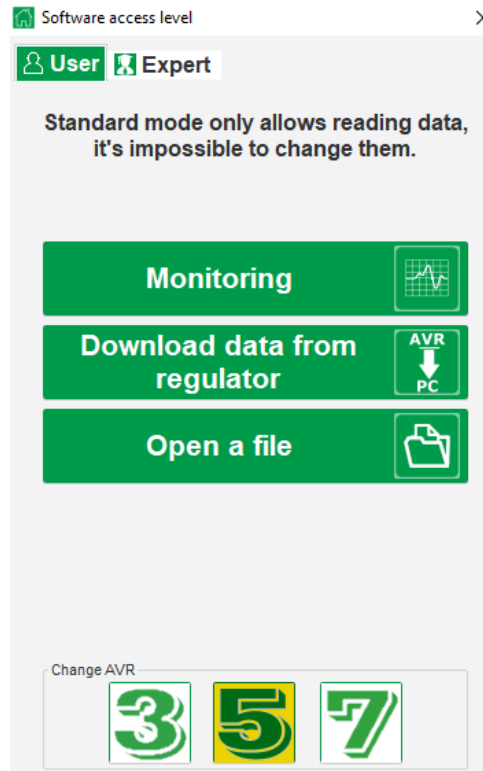 Software access level
User Expert
Standard mode only allows reading data,
it's impossible to change them.
Monitoring
Download data from
regulator
AVR
PC
Open a file
Change AVR
3 5 7